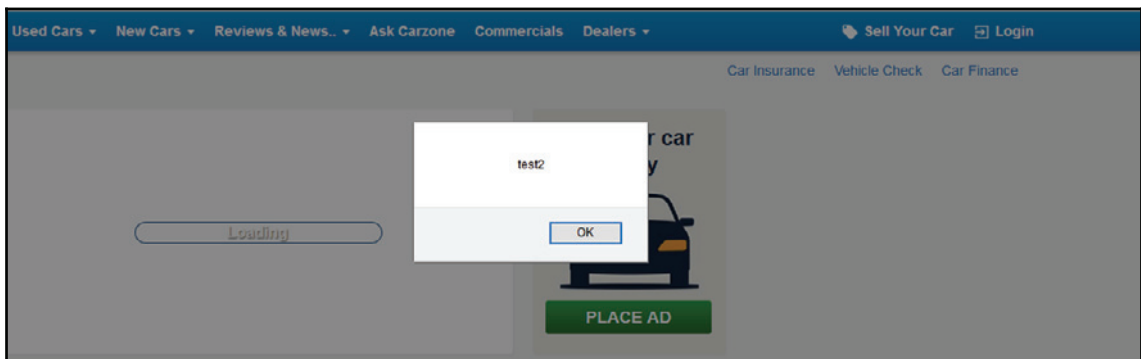 Used Cars New Cars Reviews & News.. Ask Carzone Commercials Dealers Sell Your Car Login
Car Insurance Vehicle Check Car Finance
r car
y
test2
Loading
OK
PLACE AD